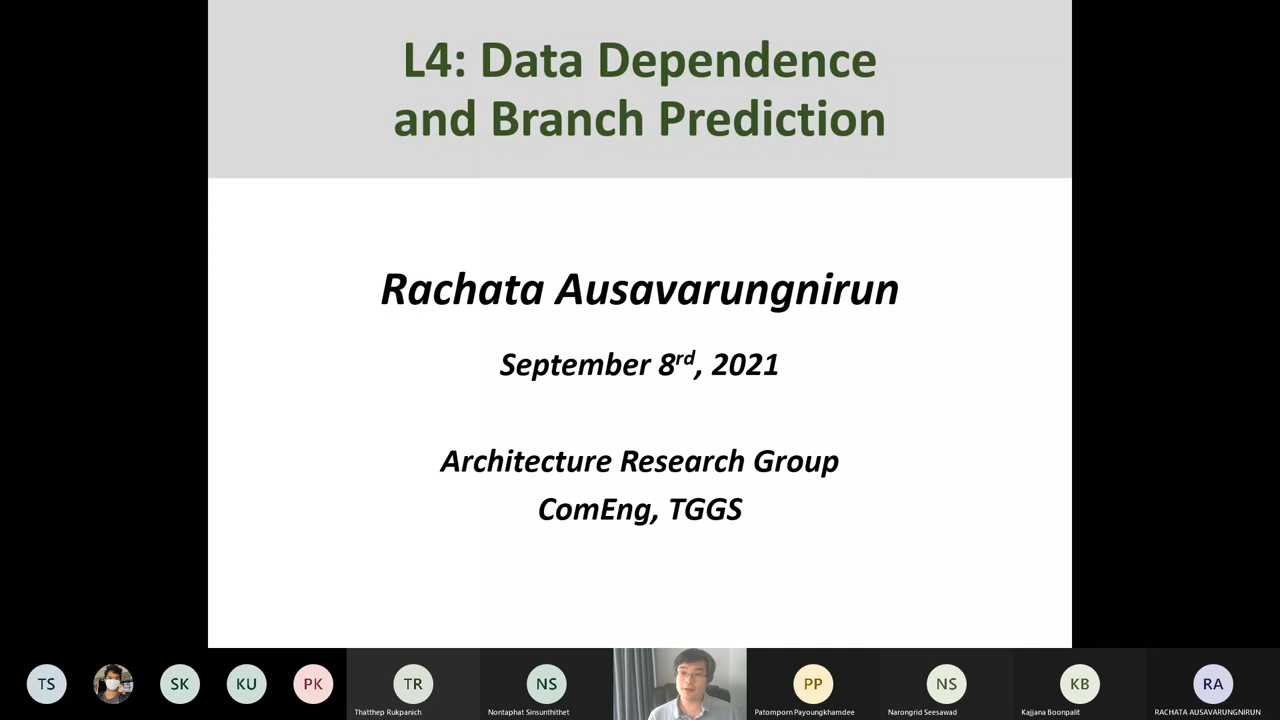 L4: Data Dependence
and Branch Prediction
Rachata Ausavarungnirun
September 8rd, 2021
Architecture Research Group
ComEng, TGGS
TS
SK
KU
PK
TR
NS
PP
NS
KB
RA
Thatthep Rukpanich
Nontaphat Sinsunthithet
Patomporn Payoungkhamdee
Narongrid Seesawad
Kajjana Boonpalit
RACHATA AUSAVARUNGNIRUN